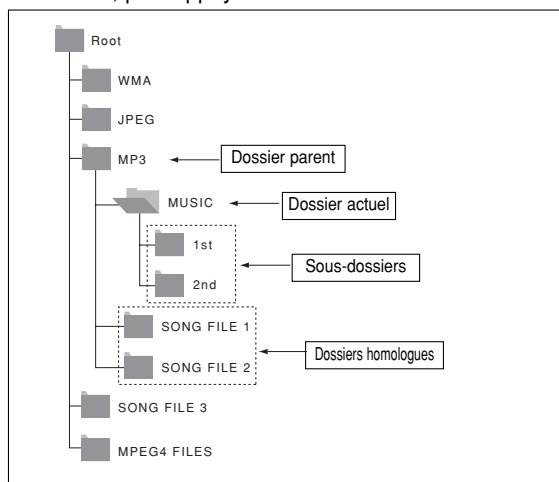 Root
WMA
JPEG
MP3
Dossier parent
MUSIC
Dossier actuel
1st
Sous-dossiers
2nd
SONG FILE 1
Dossiers homologues
SONG FILE 2
SONG FILE 3
MPEG4 FILES